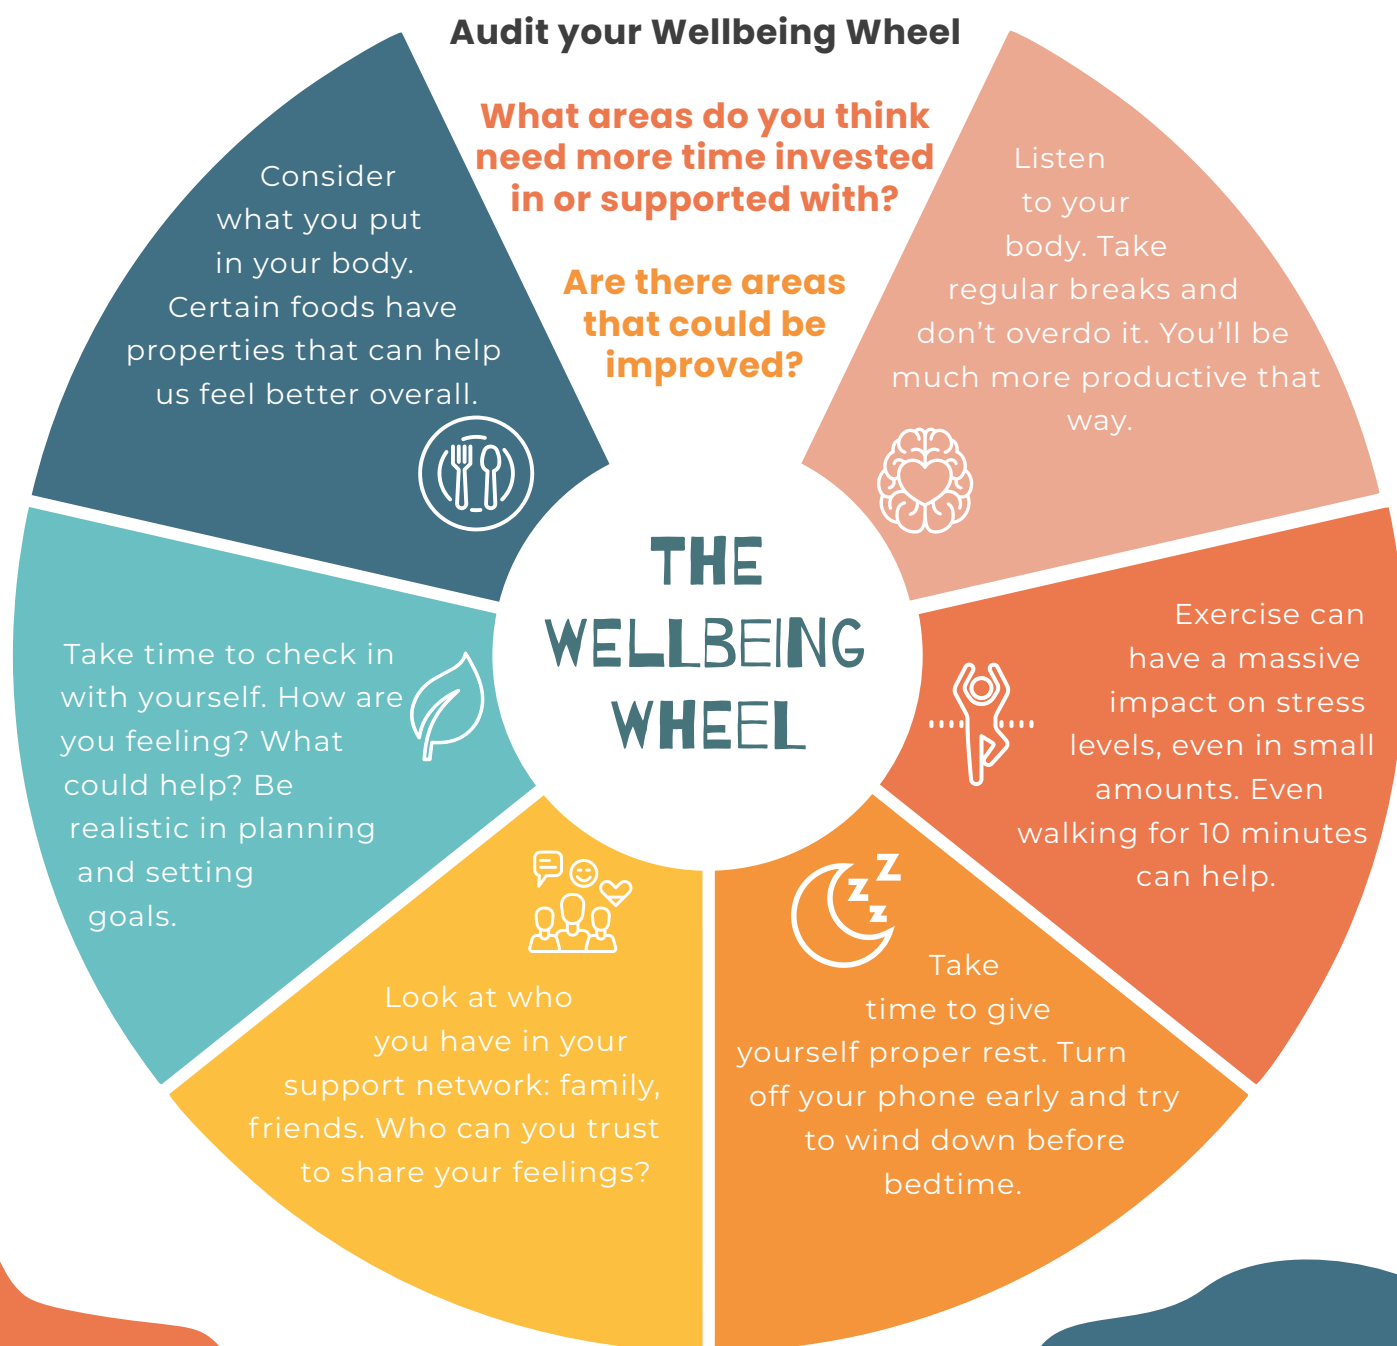 Audit your Wellbeing Wheel
What areas do you think
need more time invested
in or supported with?
Are there areas
that could be
improved?
Listen
to your
body. Take
regular breaks and
don’t overdo it. You’ll be
much more productive that
way.
Exercise can
have a massive
impact on stress
levels, even in small
amounts. Even
walking for 10 minutes
can help.
Take
time to give
yourself proper rest. Turn
off your phone early and try
to wind down before
bedtime.
Look at who
you have in your
support network: family,
friends. Who can you trust
to share your feelings?
Take time to check in
with yourself. How are
you feeling? What
could help? Be
realistic in planning
and setting
goals.
Consider
what you put
in your body.
Certain foods have
properties that can help
us feel better overall.
THE
WELLBEING
WHEEL
Z
Z
Z